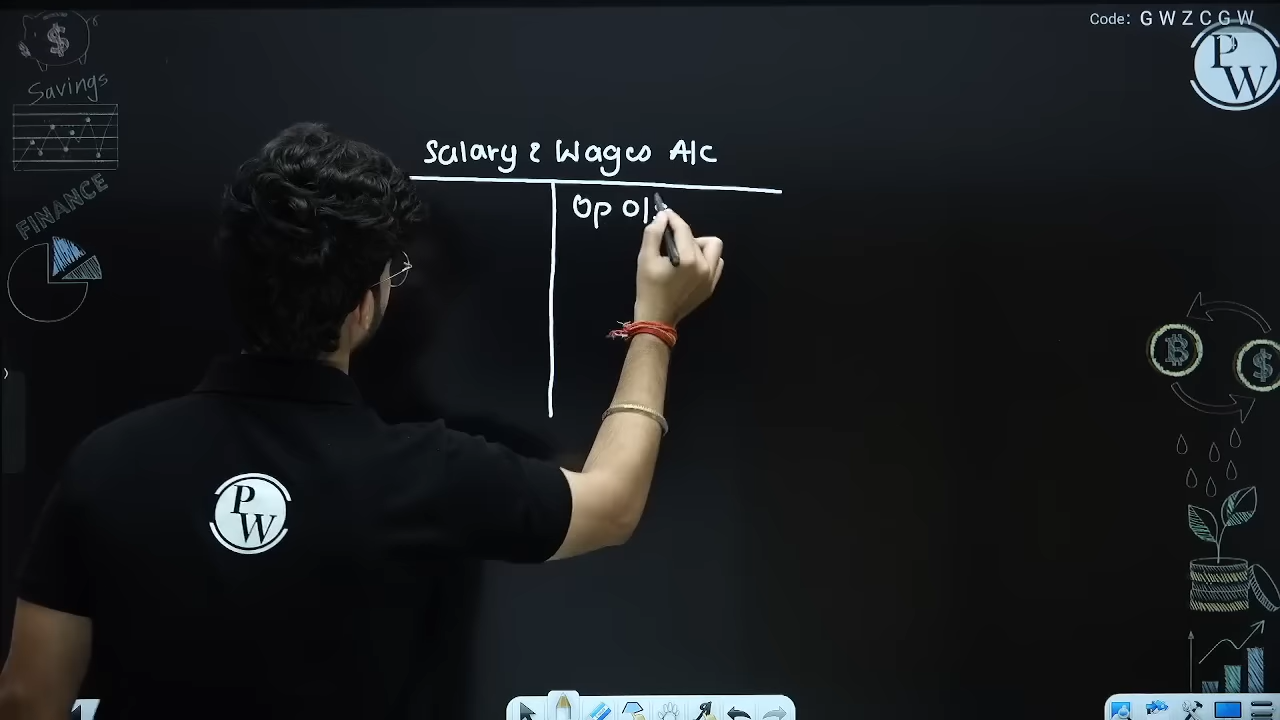 Code: G W Z C G W
P W
Savings
FINANCE
Salary & Wages A/c
Op O/s
P W